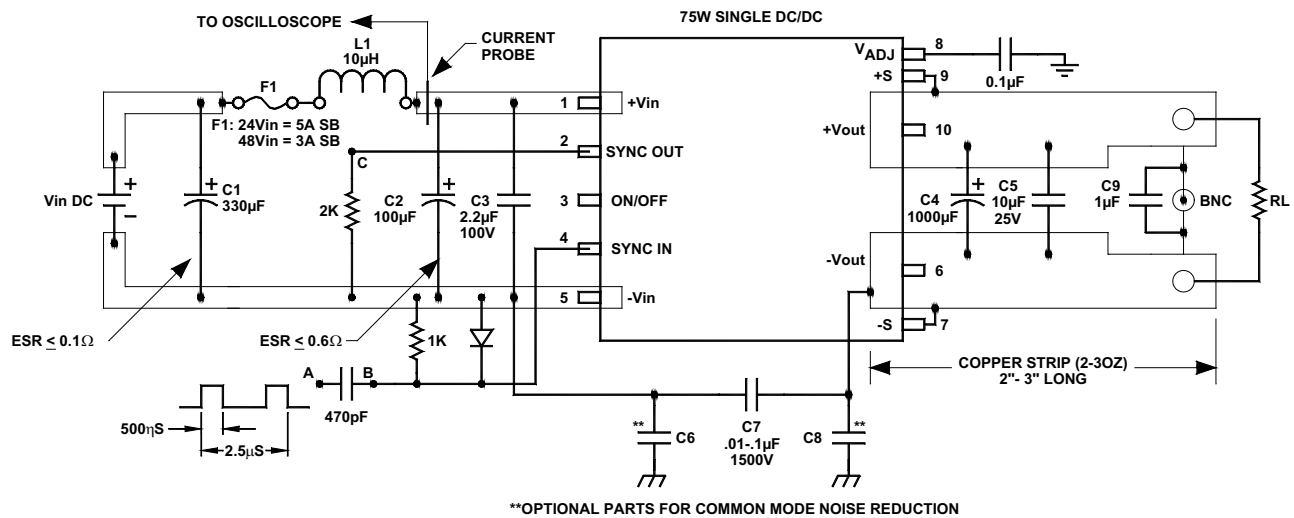 75W SINGLE DC/DC
TO OSCILLOSCOPE
CURRENT
PROBE
L1
10µH
F1
F1: 24Vin = 5A SB
48Vin = 3A SB
Vin DC
+
−
+
C1
330µF
C
2K
+
C2
100µF
C3
2.2µF
100V
1
+Vin
2
SYNC OUT
3
ON/OFF
4
SYNC IN
5
-Vin
VADJ
8
+S
9
+Vout
10
-Vout
6
-S
7
0.1µF
+
C4
1000µF
C5
10µF
25V
C9
1µF
BNC
RL
ESR ≤ 0.1Ω
ESR ≤ 0.6Ω
1K
A
B
470pF
500ηS
2.5µS
COPPER STRIP (2-3OZ)
2"- 3" LONG
**
C6
C7
.01-.1µF
1500V
C8
**
**OPTIONAL PARTS FOR COMMON MODE NOISE REDUCTION